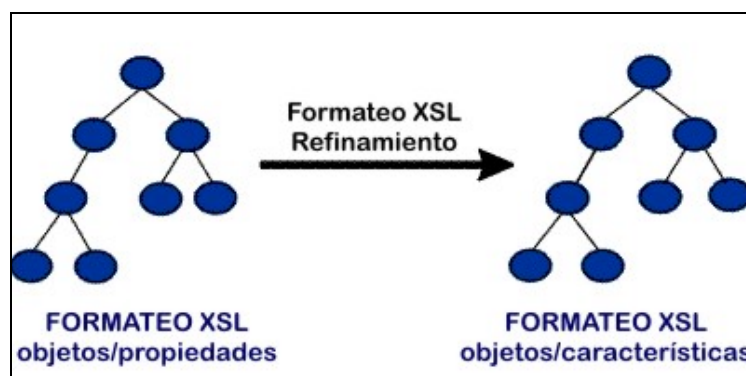 Formateo XSL
Refinamiento
FORMATEO XSL
objetos/propiedades
FORMATEO XSL
objetos/características